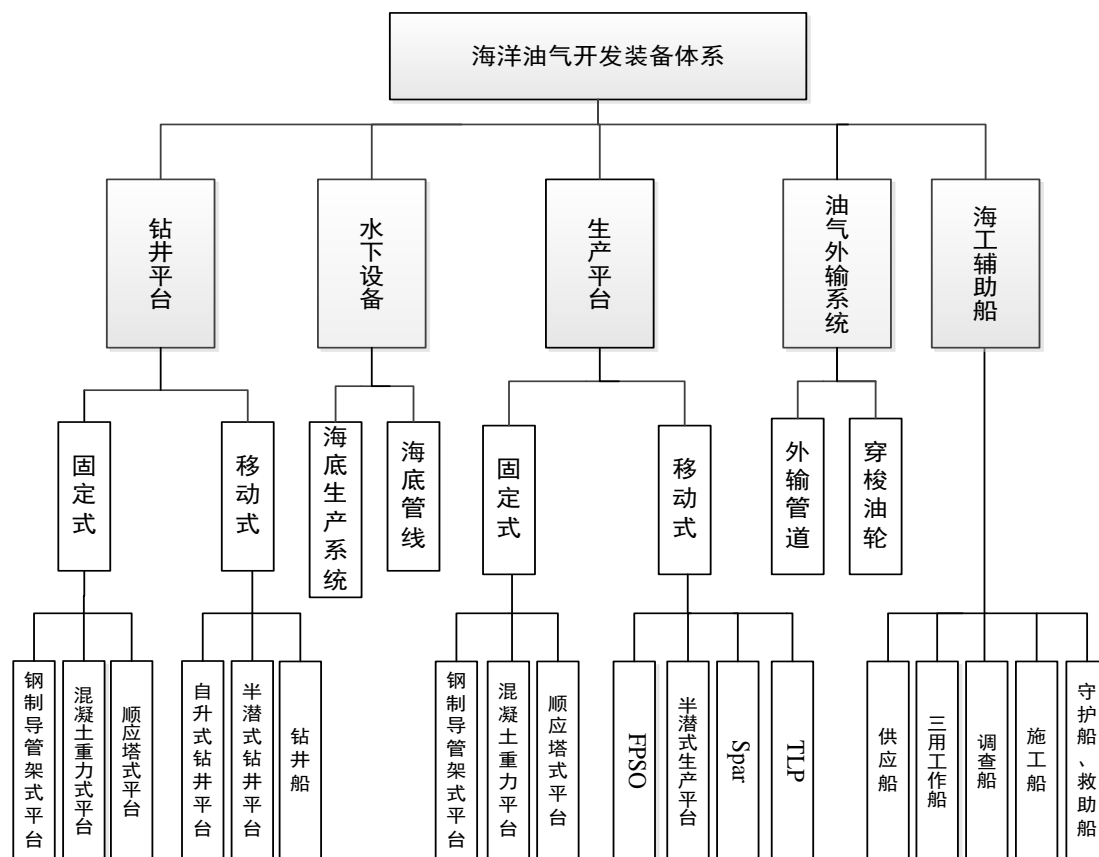 海洋油气开发装备体系
钻井平台
水下设备
生产平台
油气外输系统
海工辅助船
固定式
移动式
海底生产系统
海底管线
固定式
移动式
外输管道
穿梭油轮
钢制导管架式平台
混凝土重力式平台
顺应塔式平台
自升式钻井平台
半潜式钻井平台
钻井船
钢制导管架式平台
混凝土重力平台
顺应塔式平台
FPSO
半潜式生产平台
Spar
TLP
供应船
三用工作船
调查船
施工船
守护船、救助船